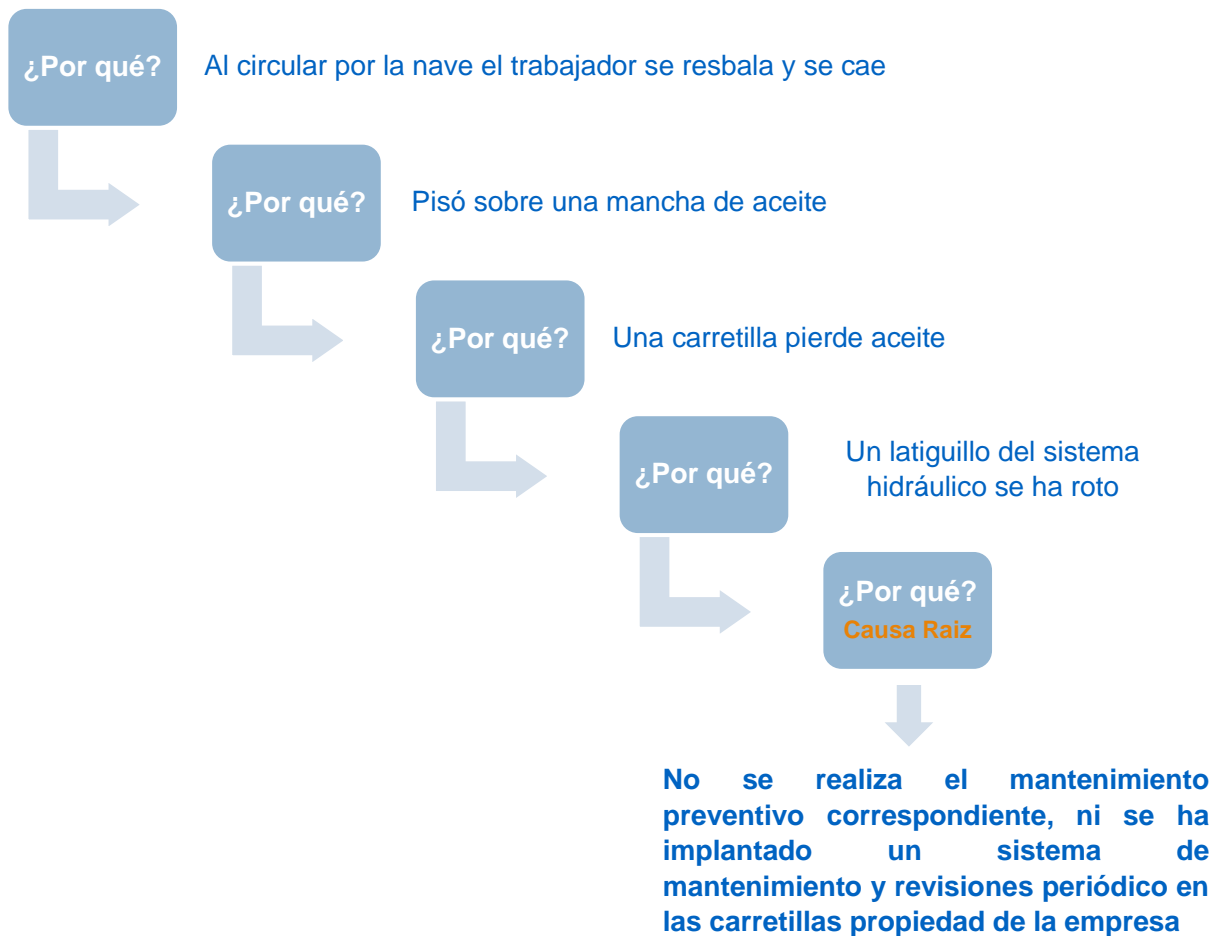 ¿Por qué?
Al circular por la nave el trabajador se resbala y se cae
¿Por qué?
Pisó sobre una mancha de aceite
¿Por qué?
Una carretilla pierde aceite
¿Por qué?
Un latiguillo del sistema
hidráulico se ha roto
¿Por qué?
Causa Raiz
No se realiza el mantenimiento
preventivo correspondiente, ni se ha
implantado un sistema de
mantenimiento y revisiones periódico en
las carretillas propiedad de la empresa